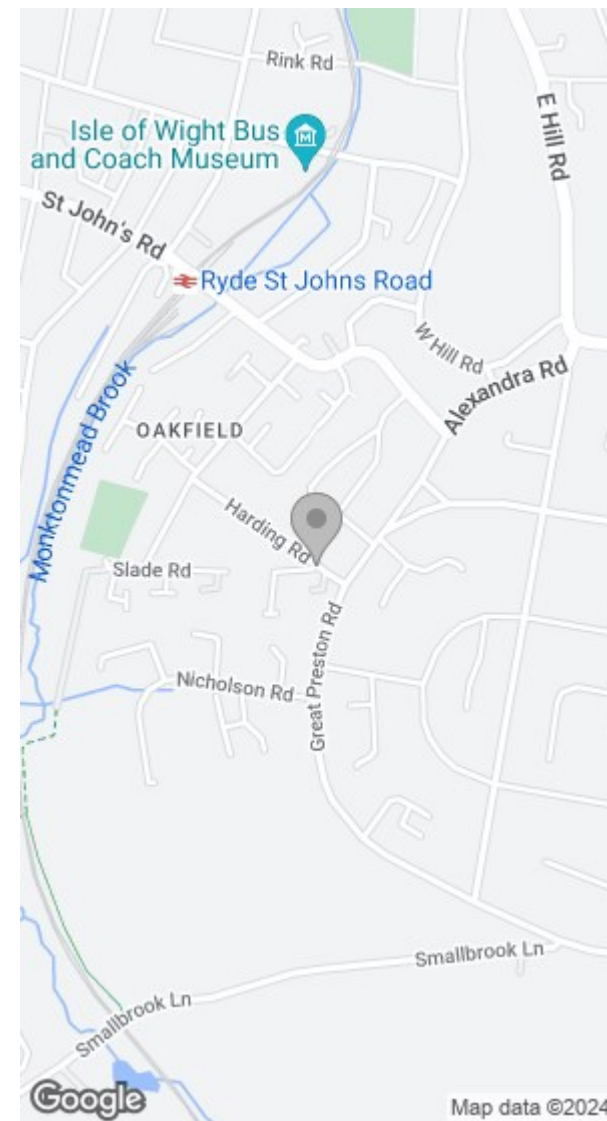 Rink Rd
E Hill Rd
Isle of Wight Bus
and Coach Museum
M
St John's Rd
Ryde St Johns Road
W Hill Rd
Alexandra Rd
Monktonmead Brook
OAKFIELD
Harding Rd
Slade Rd
Great Preston Rd
Nicholson Rd
Smallbrook Ln
Smallbrook Ln
Google
Map data ©2024